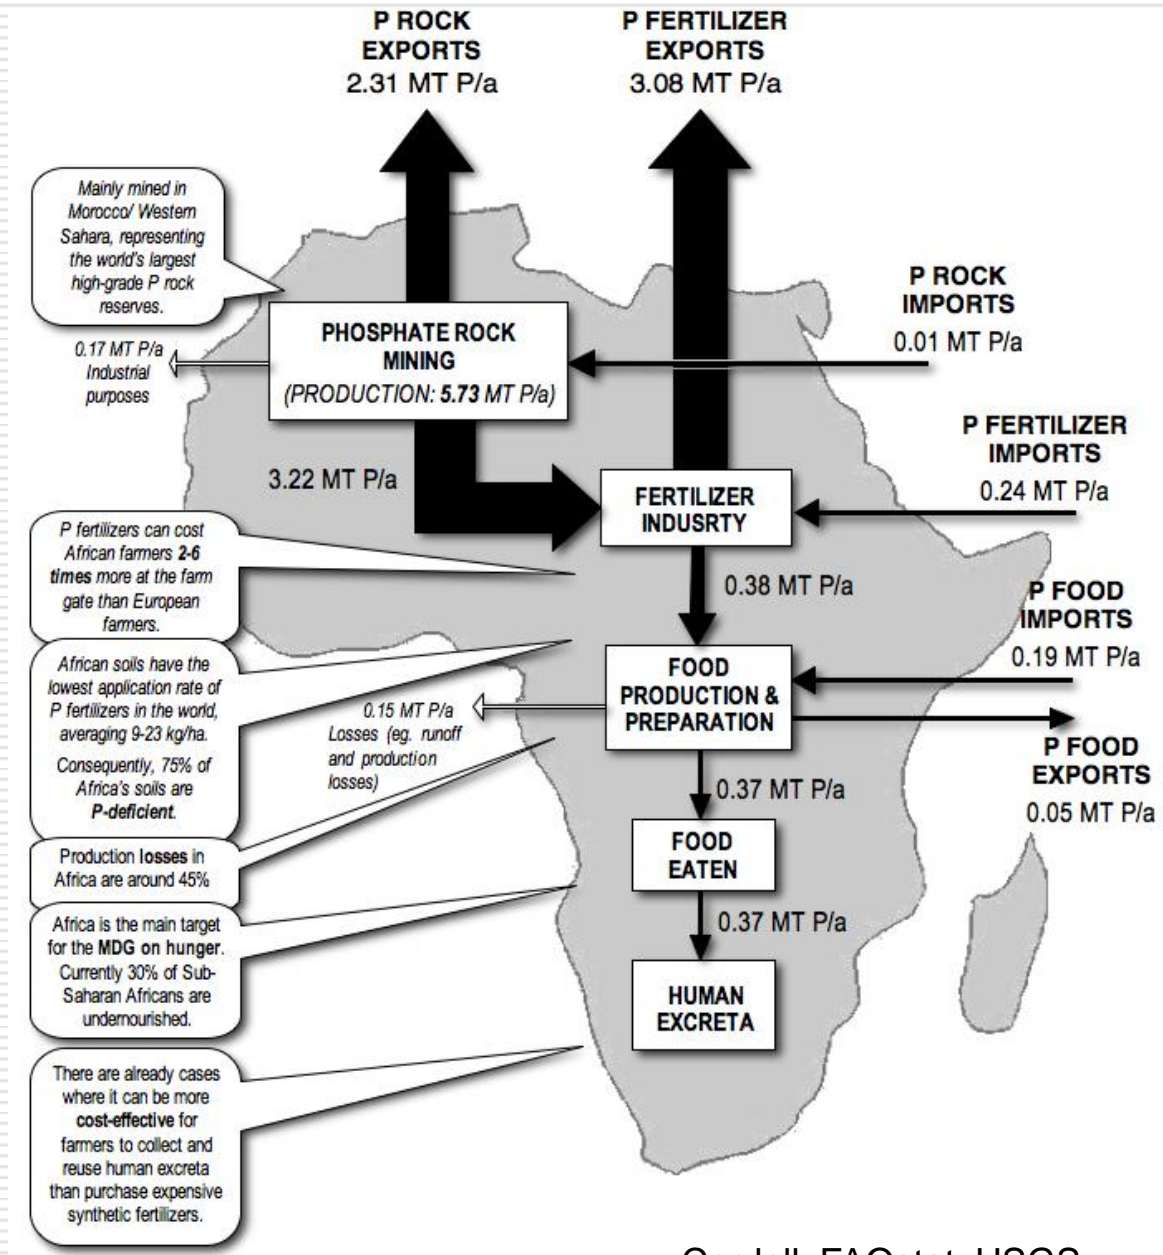 P ROCK
EXPORTS
2.31 MT P/a
P FERTILIZER
EXPORTS
3.08 MT P/a
Mainly mined in
Morocco/ Western
Sahara, representing
the world's largest
high-grade P rock
reserves.
P ROCK
IMPORTS
0.01 MT P/a
PHOSPHATE ROCK
MINING
(PRODUCTION: 5.73 MT P/a)
0.17 MT P/a
Industrial
purposes
P FERTILIZER
IMPORTS
0.24 MT P/a
3.22 MT P/a
FERTILIZER
INDUSRTY
P fertilizers can cost
African farmers 2-6
times more at the farm
gate than European
farmers.
0.38 MT P/a
P FOOD
IMPORTS
0.19 MT P/a
African soils have the
lowest application rate of
P fertilizers in the world,
averaging 9-23 kg/ha.
Consequently, 75% of
Africa's soils are
P-deficient.
FOOD
PRODUCTION &
PREPARATION
0.15 MT P/a
Losses (eg. runoff
and production
losses)
P FOOD
EXPORTS
0.05 MT P/a
0.37 MT P/a
Production losses in
Africa are around 45%
FOOD
EATEN
Africa is the main target
for the MDG on hunger.
Currently 30% of Sub-
Saharan Africans are
undernourished.
0.37 MT P/a
HUMAN
EXCRETA
There are already cases
where it can be more
cost-effective for
farmers to collect and
reuse human excreta
than purchase expensive
synthetic fertilizers.